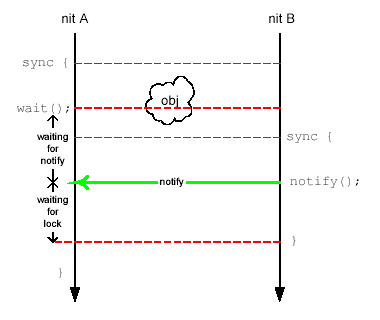 nit A
nit B
sync {
obj
wait();
waiting
for
notify
sync {
notify
notify();
waiting
for
lock
}
}